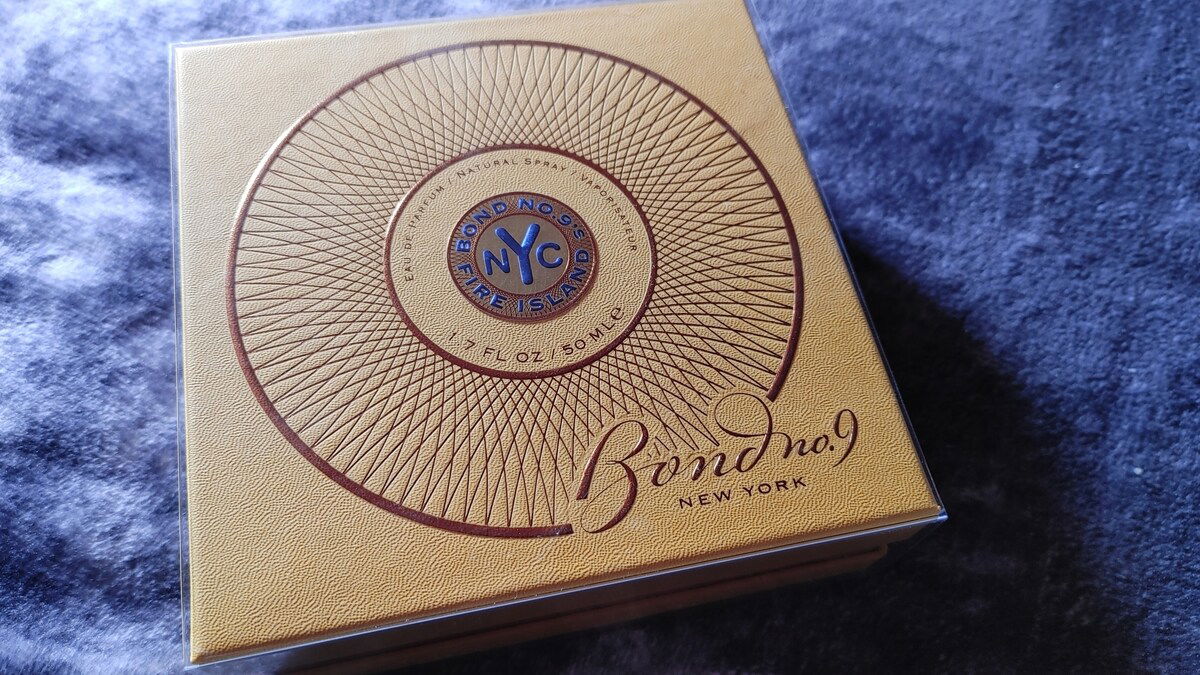 EAU DE PARFUM / NATURAL SPRAY · VAPORISATEUR
BOND NO.9'S
NYC
FIRE ISLAND
1.7 FL OZ / 50 ML e
Bond no.9
NEW YORK